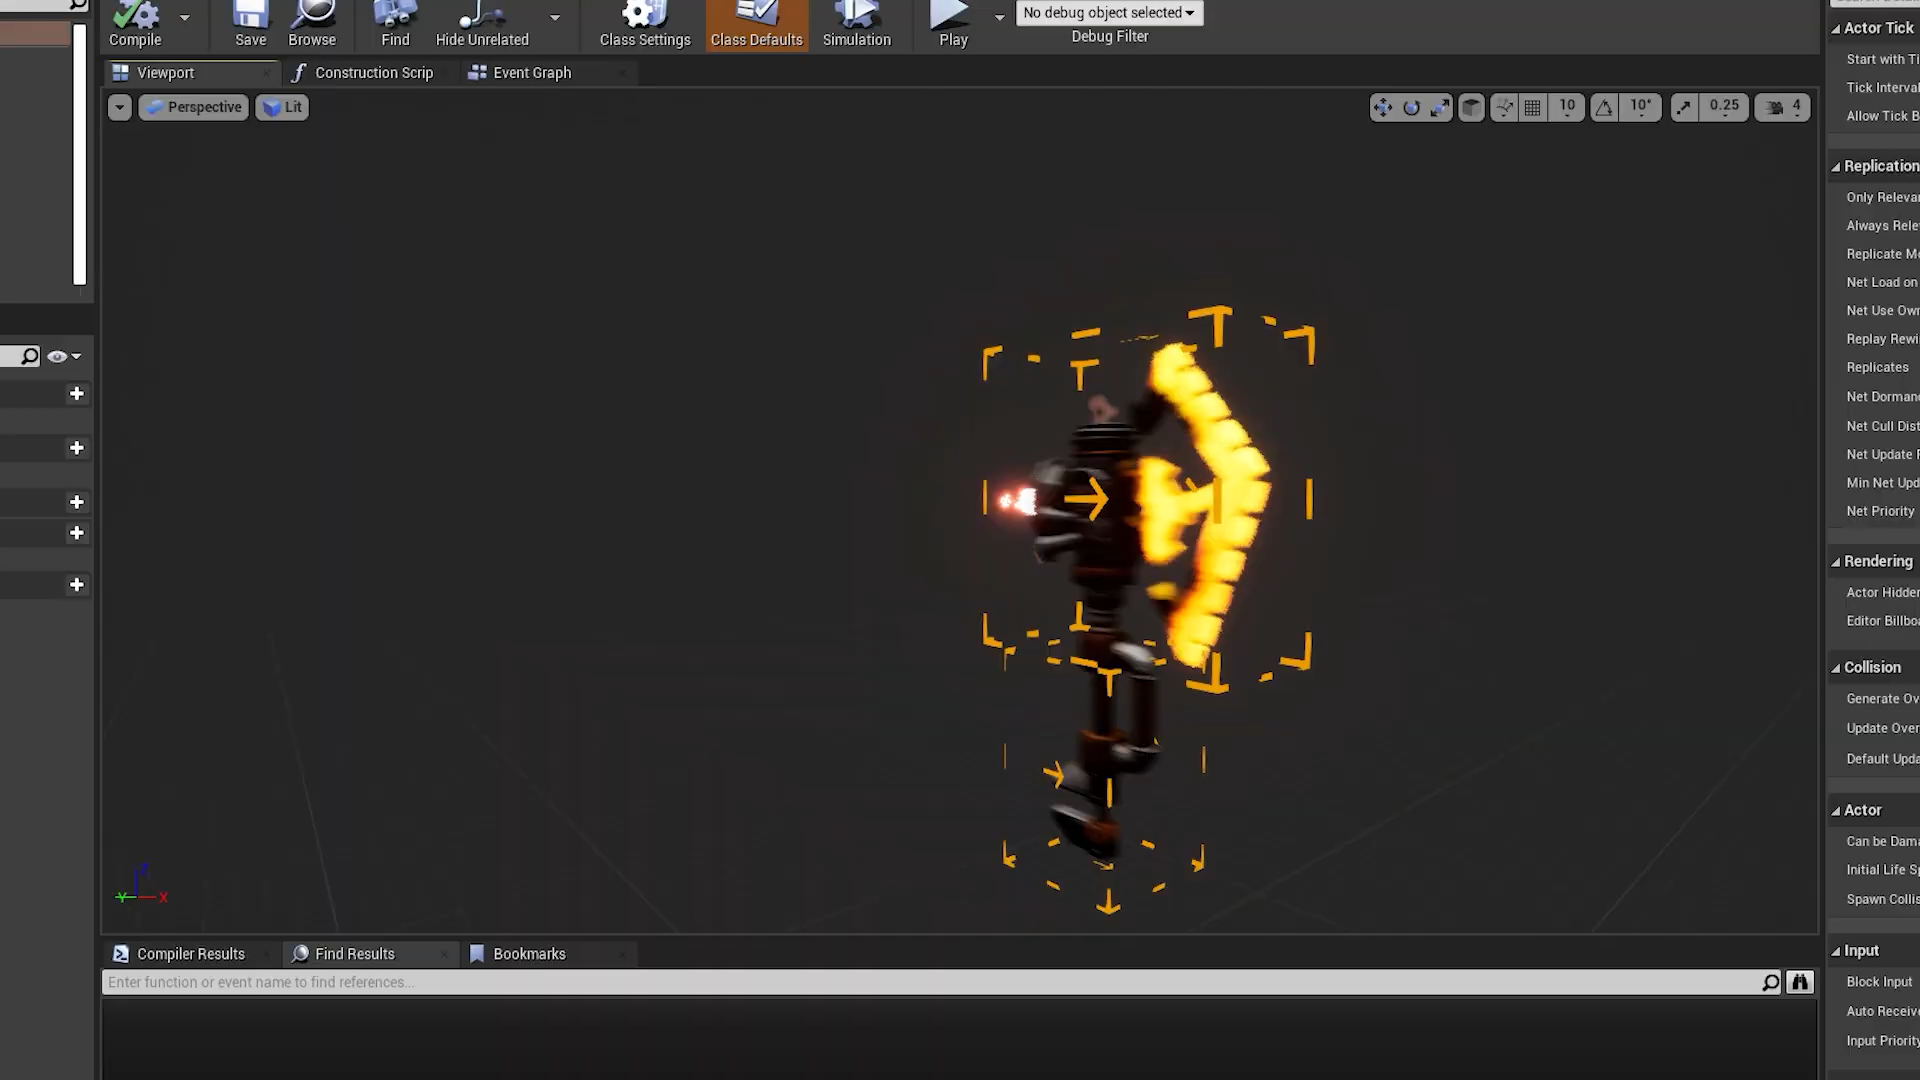 Compile
Save
Browse
Find
Hide Unrelated
Class Settings
Class Defaults
Simulation
Play
No debug object selected
Debug Filter
Viewport
Construction Scrip
Event Graph
Perspective
Lit
10
10°
0.25
4
Actor Tick
Start with Ti
Tick Interval
Allow Tick B
Replication
Only Releva
Always Rele
Replicate Mo
Net Load on
Net Use Own
Replay Rewi
Replicates
Net Dorman
Net Cull Dist
Net Update F
Min Net Upd
Net Priority
Rendering
Actor Hidden
Editor Billbo
Collision
Generate Ov
Update Over
Default Upda
Actor
Can be Dama
Initial Life Sp
Spawn Collis
Input
Block Input
Auto Receive
Input Priority
Z
Y
X
Compiler Results
Find Results
Bookmarks
Enter function or event name to find references...